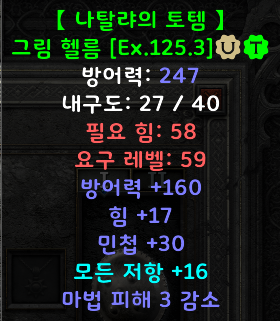 【 나탈랴의 토템 】
그림 헬름 [Ex.125.3]U T
방어력: 247
내구도: 27 / 40
필요 힘: 58
요구 레벨: 59
방어력 +160
힘 +17
민첩 +30
모든 저항 +16
마법 피해 3 감소